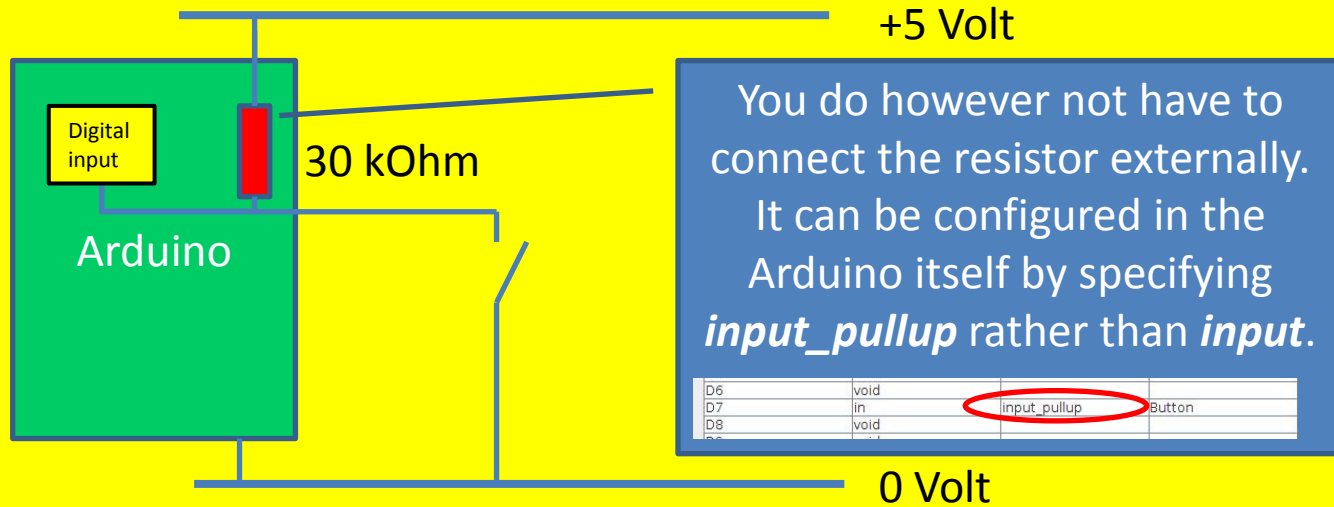 +5 Volt
Digital
input
30 kOhm
Arduino
You do however not have to
connect the resistor externally.
It can be configured in the
Arduino itself by specifying
input_pullup rather than input.
D6 void
D7 in input_pullup Button
D8 void
0 Volt